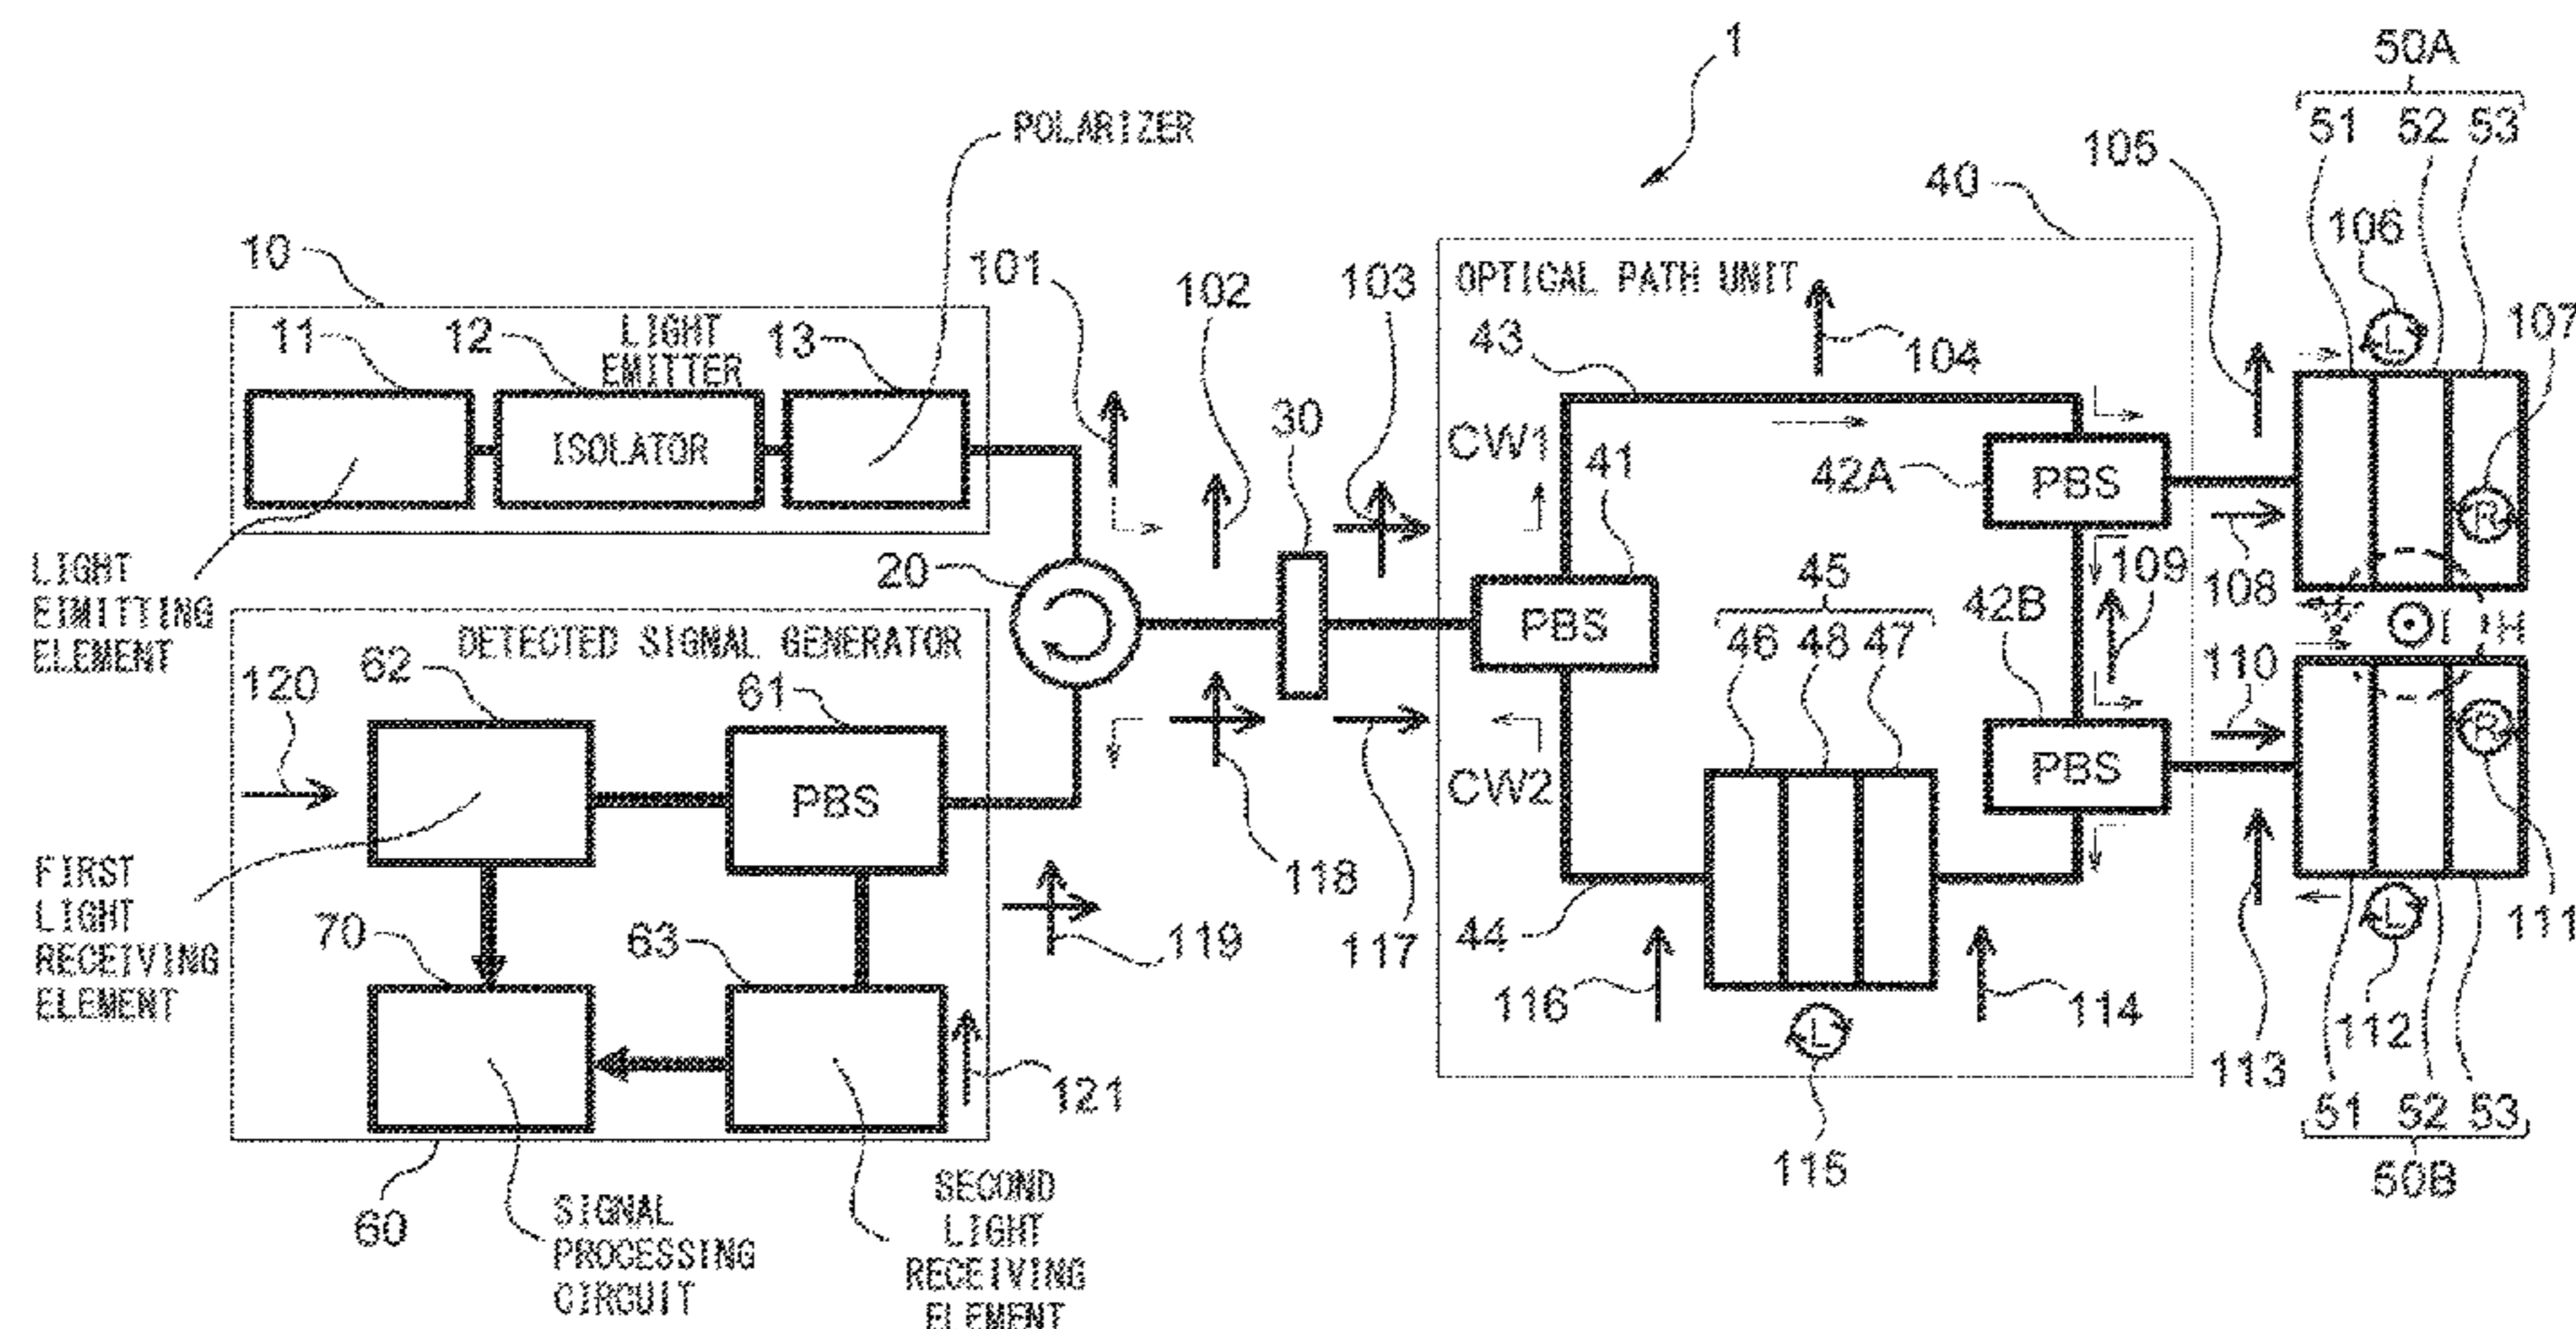 1
50A
51 52 53
POLARIZER
105
40
106
10
101
102
103
OPTICAL PATH UNIT
107
11
12
LIGHT
EMITTER
13
43
104
ISOLATOR
30
CW1
41
42A
PBS
R
L
LIGHT
EIMITTING
ELEMENT
20
PBS
45
46 48 47
109
108
42B
I
H
DETECTED SIGNAL GENERATOR
62
61
120
110
PBS
CW2
PBS
R
118
117
FIRST
LIGHT
RECEIVING
ELEMENT
70
63
119
44
116
114
L
112
111
113
L
115
121
51 52 53
50B
60
SIGNAL
PROCESSING
CIRCUIT
SECOND
LIGHT
RECEIVING
ELEMENT